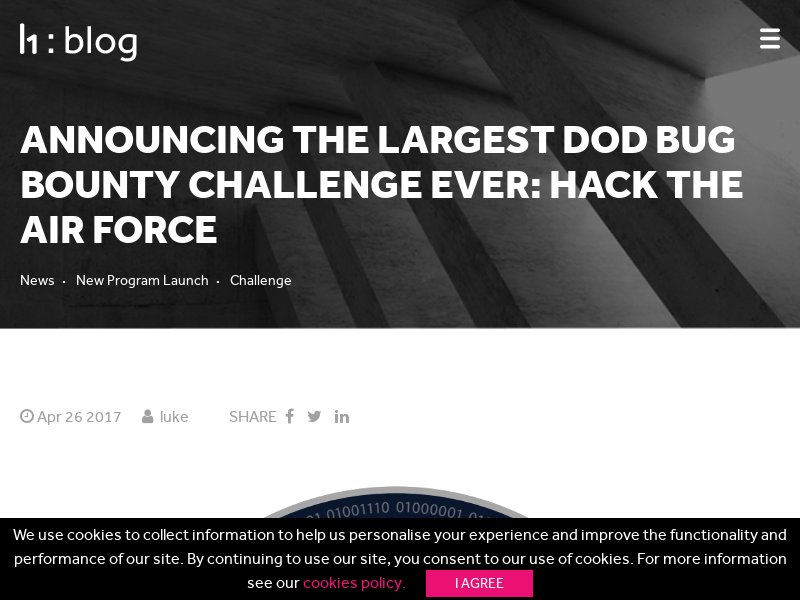 h1 : blog
ANNOUNCING THE LARGEST DOD BUG
BOUNTY CHALLENGE EVER: HACK THE
AIR FORCE
News • New Program Launch • Challenge
Apr 26 2017 luke SHARE
01001110 01000001
We use cookies to collect information to help us personalise your experience and improve the functionality and
performance of our site. By continuing to use our site, you consent to our use of cookies. For more information
see our cookies policy. I AGREE